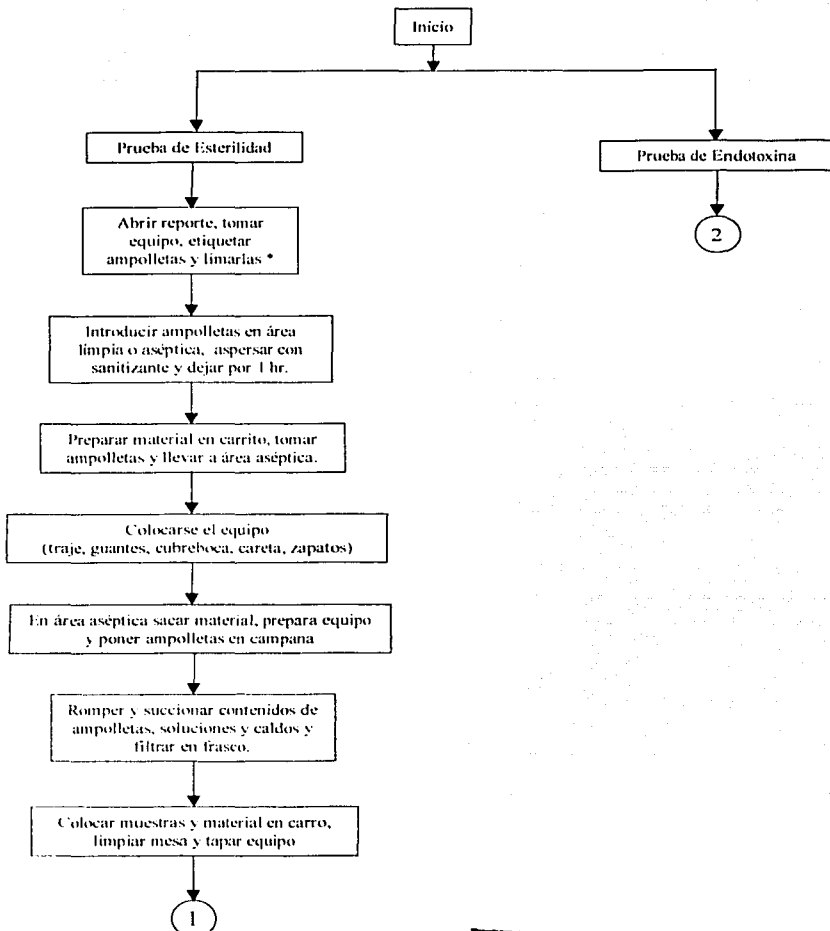 Inicio
Prueba de Esterilidad
Prueba de Endotoxina
2
Abrir reporte, tomar
equipo, etiquetar
ampolletas y limarlas *
Introducir ampolletas en área
limpia o aséptica, aspersar con
sanitizante y dejar por 1 hr.
Preparar material en carrito, tomar
ampolletas y llevar a área aséptica.
Colocarse el equipo
(traje, guantes, cubreboca, careta, zapatos)
En área aséptica sacar material, prepara equipo
y poner ampolletas en campana
Romper y succionar contenidos de
ampolletas, soluciones y caldos y
filtrar en frasco.
Colocar muestras y material en carro,
limpiar mesa y tapar equipo
1